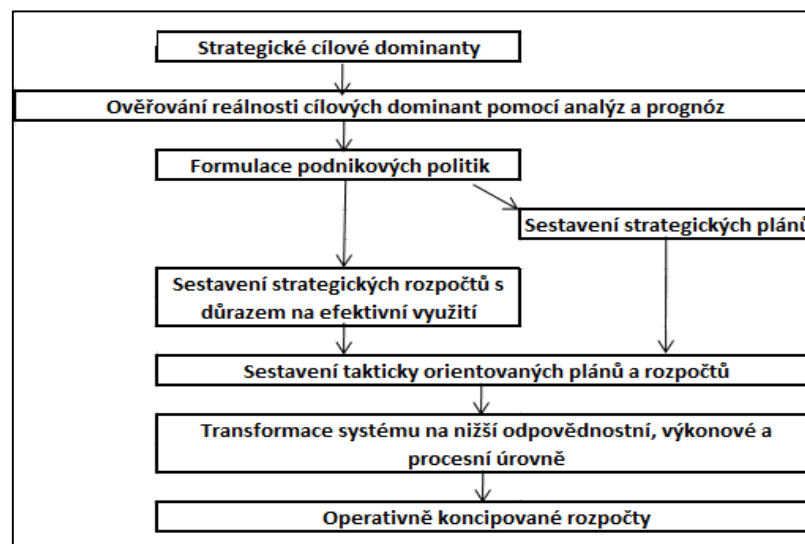 Strategické cílové dominanty
Ověřování reálnosti cílových dominant pomocí analýz a prognóz
Formulace podnikových politik
Sestavení strategických plánů
Sestavení strategických rozpočtů s
důrazem na efektivní využití
Sestavení takticky orientovaných plánů a rozpočtů
Transformace systému na nižší odpovědnostní, výkonové a
procesní úrovně
Operativně koncipované rozpočty